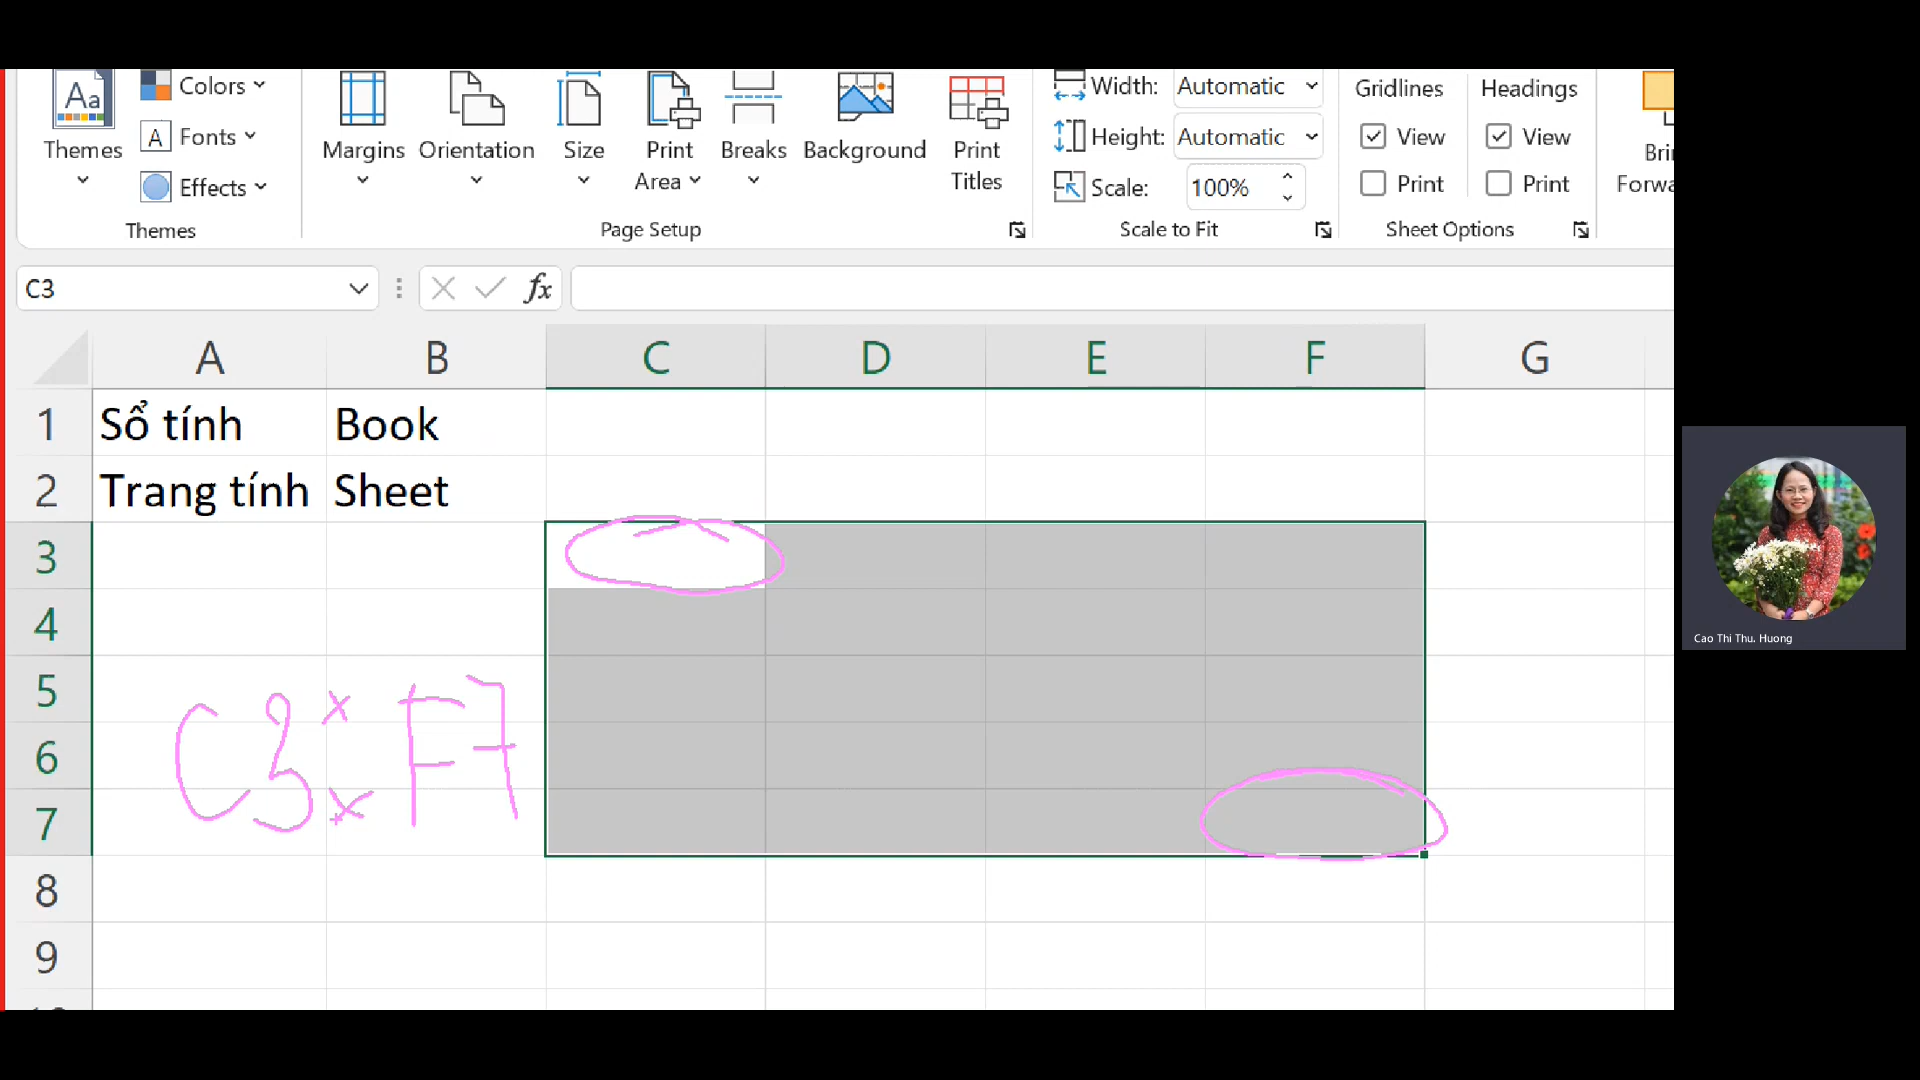 Colors
Aa
A Fonts
Themes
Effects
Themes
Margins Orientation Size Print Area Breaks Background Print Titles
Page Setup
Width: Automatic
Height: Automatic
Scale: 100%
Scale to Fit
Gridlines Headings
View View
Print Print
Sheet Options
C3 fx
A B C D E F G
1 Sổ tính Book
2 Trang tính Sheet
3
4
5
6
7
8
9
C3 : F7
Cao Thi Thu. Huong